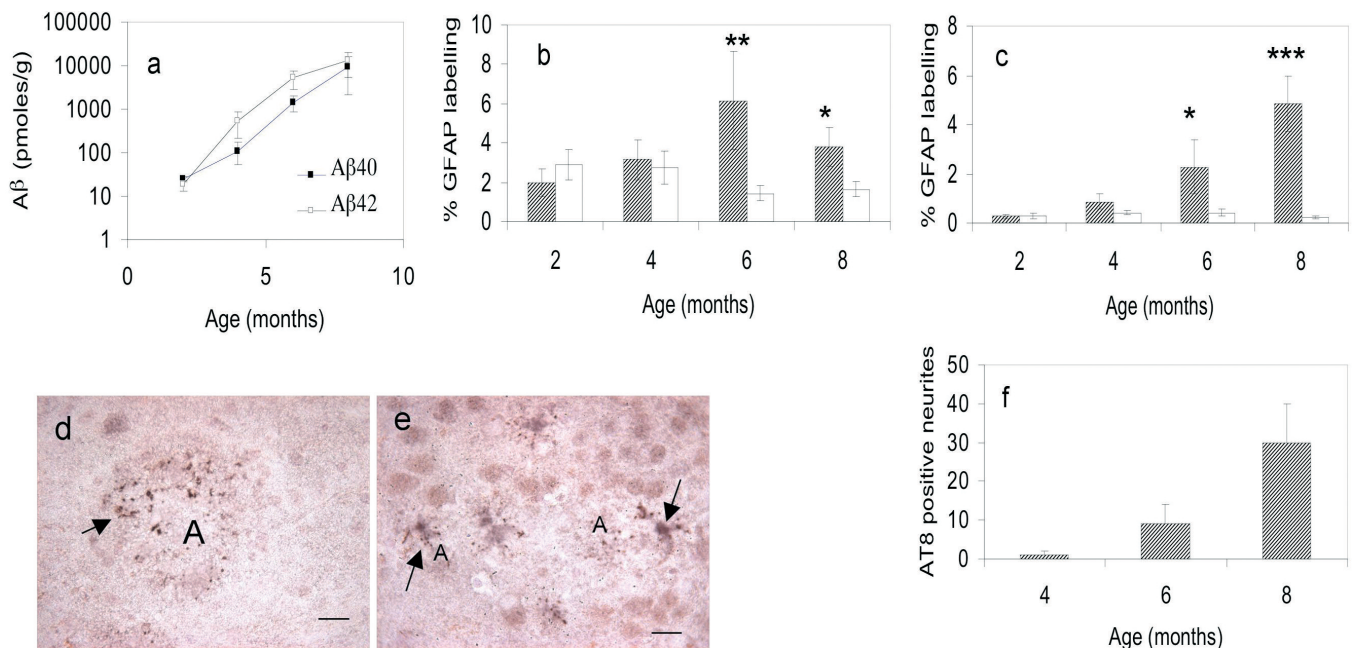 a
Aβ (pmoles/g)
100000
10000
1000
100
10
1
Aβ40
Aβ42
0
5
10
Age (months)
b
% GFAP labelling
10
8
6
4
2
0
**
*
2
4
6
8
Age (months)
c
% GFAP labelling
8
6
4
2
0
*
***
2
4
6
8
Age (months)
d
A
e
A
A
f
AT8 positive neurites
50
40
30
20
10
0
4
6
8
Age (months)